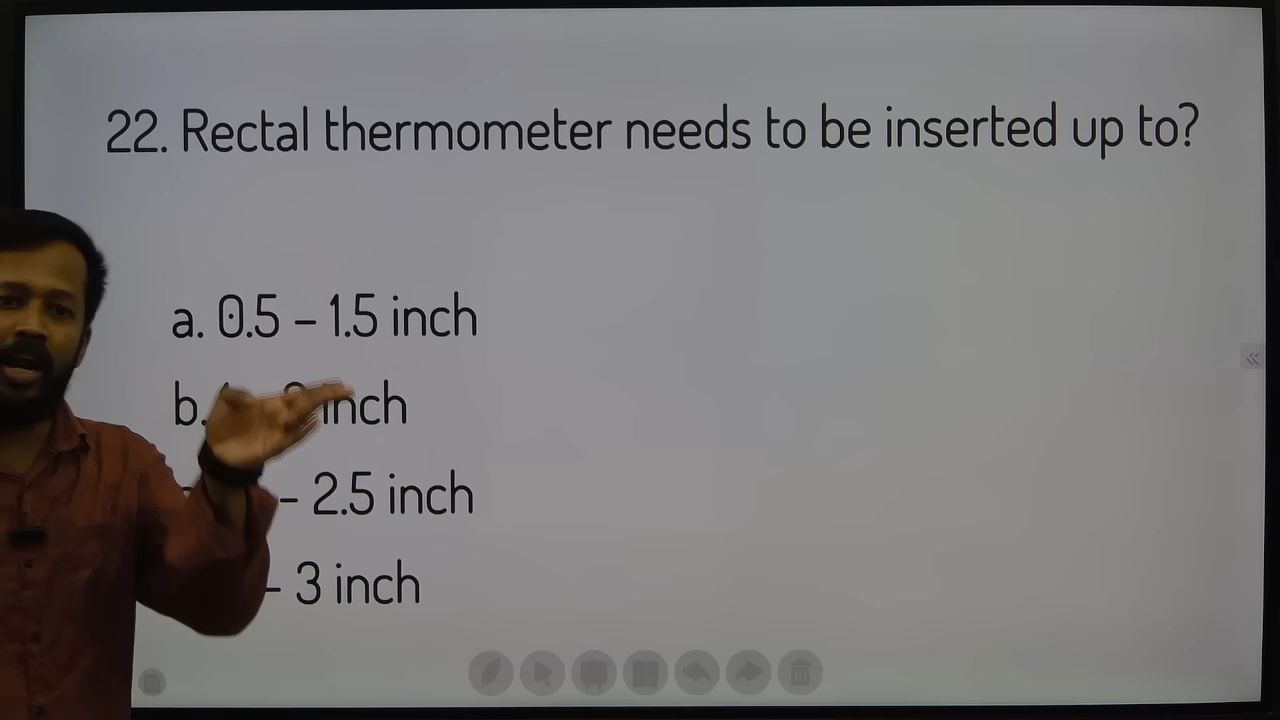 22. Rectal thermometer needs to be inserted up to?
a. 0.5 – 1.5 inch
b. inch
– 2.5 inch
– 3 inch